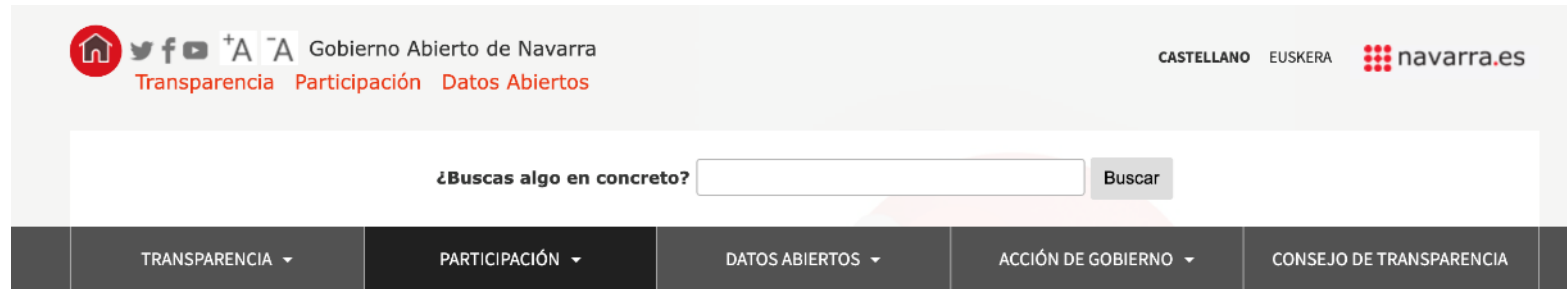 +A -A Gobierno Abierto de Navarra
Transparencia Participación Datos Abiertos
CASTELLANO EUSKERA navarra.es
¿Buscas algo en concreto? Buscar
TRANSPARENCIA PARTICIPACIÓN DATOS ABIERTOS ACCIÓN DE GOBIERNO CONSEJO DE TRANSPARENCIA